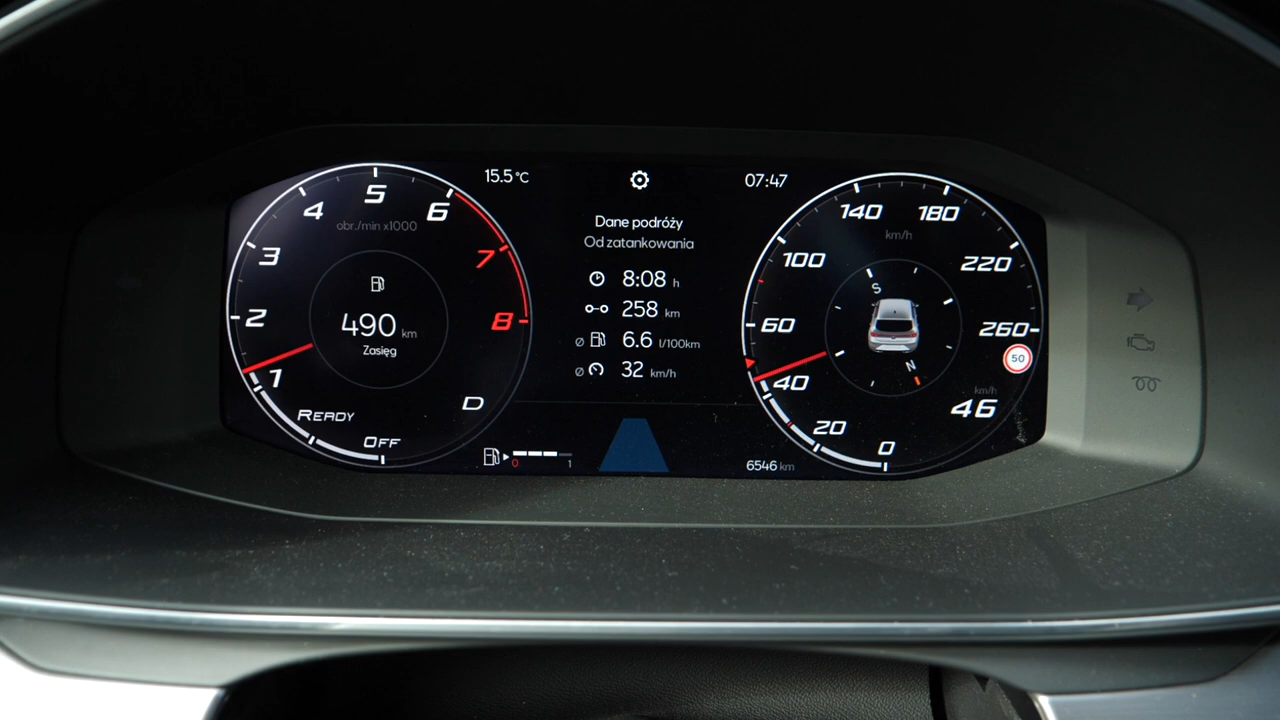 15.5°C
07:47
Dane podróży
Od zatankowania
8:08 h
258 km
Ø 6.6 l/100km
Ø 32 km/h
obr./min x1000
OFF
READY
1
2
3
4
5
6
7
8
490 km
Zasięg
D
0 1
km/h
0
20
40
60
100
140
180
220
260
S
N
50
km/h
46
6546 km